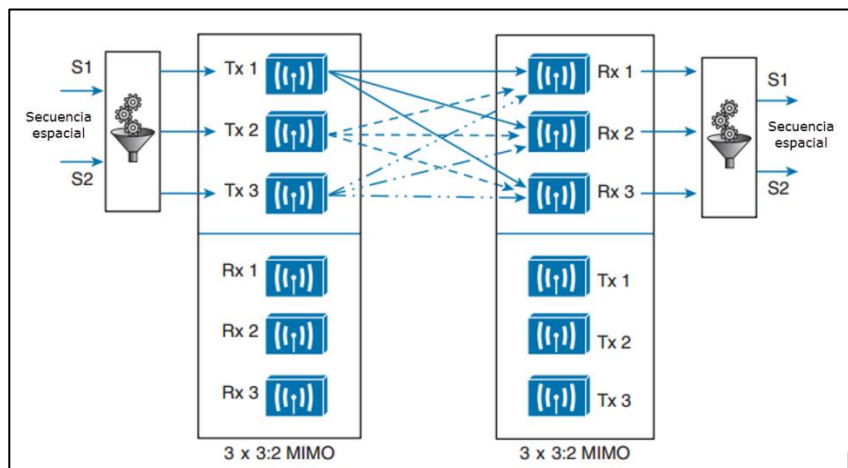 S1
Secuencia
espacial
S2
Tx 1
Tx 2
Tx 3
Rx 1
Rx 2
Rx 3
3 x 3:2 MIMO
Rx 1
Rx 2
Rx 3
Tx 1
Tx 2
Tx 3
3 x 3:2 MIMO
S1
Secuencia
espacial
S2